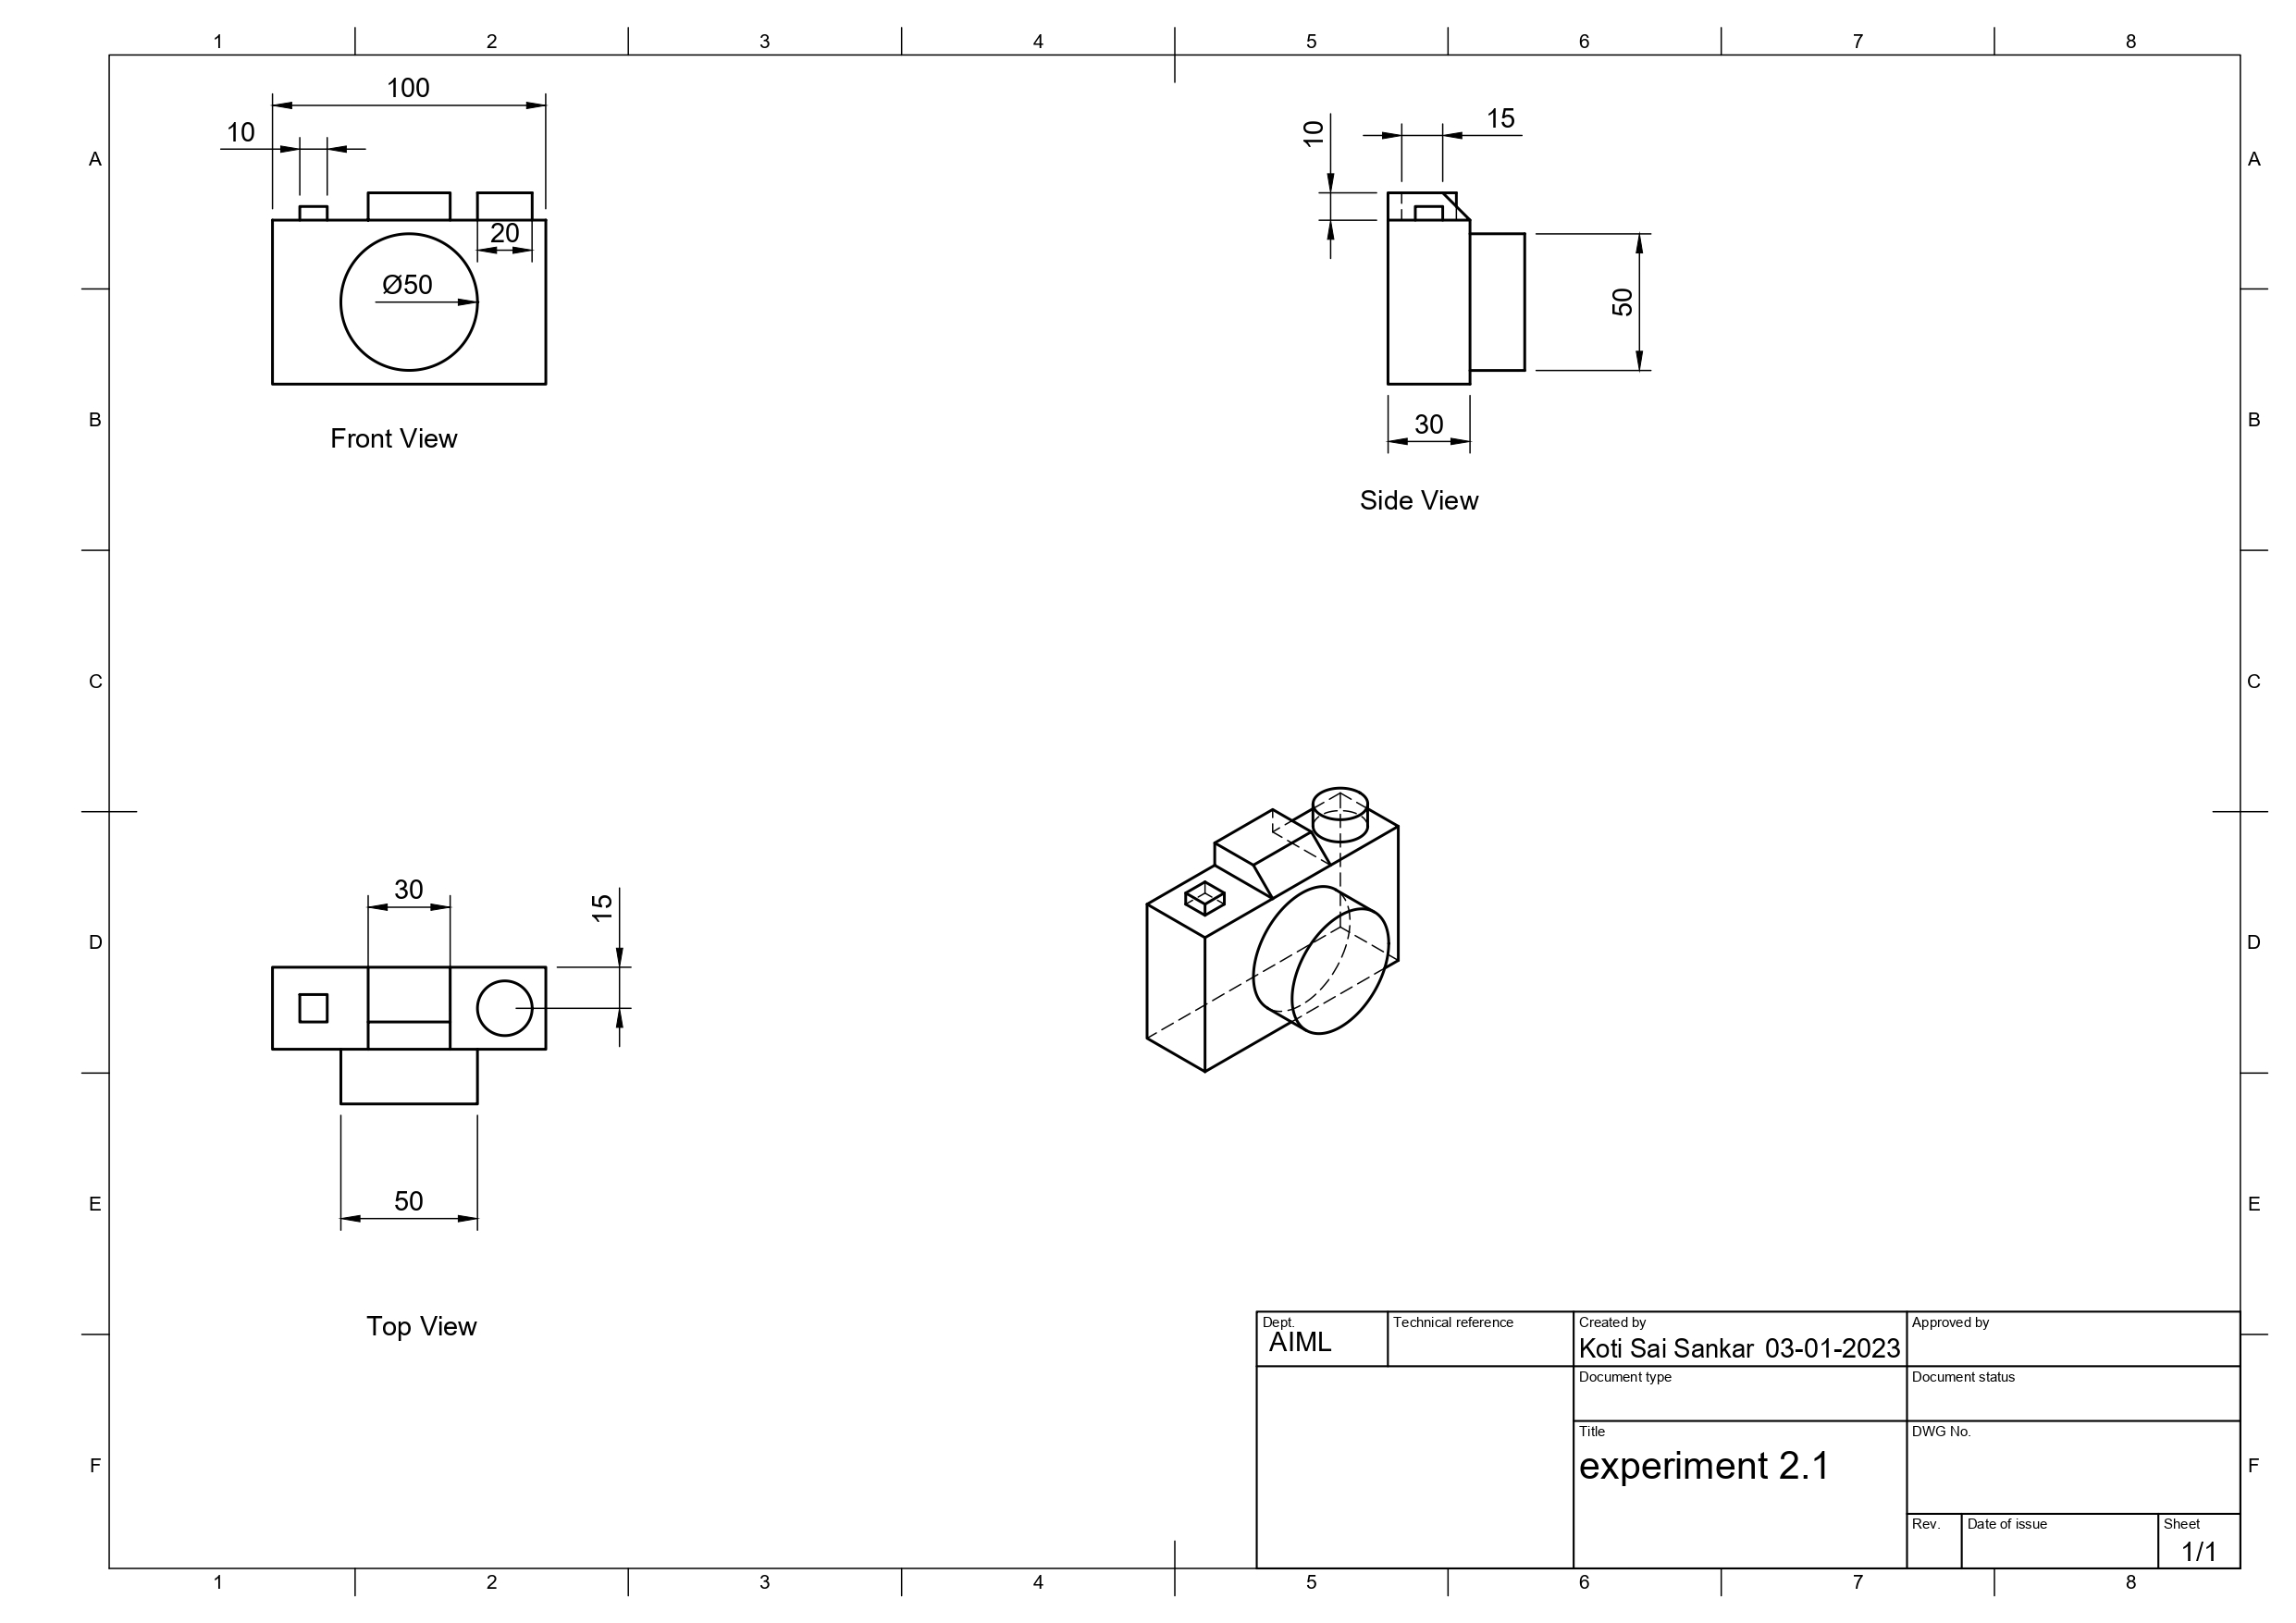 1 2 3 4 5 6 7 8
100
10
10
15
A A
20
Ø50
50
30
B B
Front View
Side View
C C
30
15
D D
50
E E
Top View
Dept.
AIML
Technical reference
Created by
Koti Sai Sankar 03-01-2023
Approved by
Document type
Document status
Title
experiment 2.1
DWG No.
F F
Rev.
Date of issue
Sheet
1/1
1 2 3 4 5 6 7 8